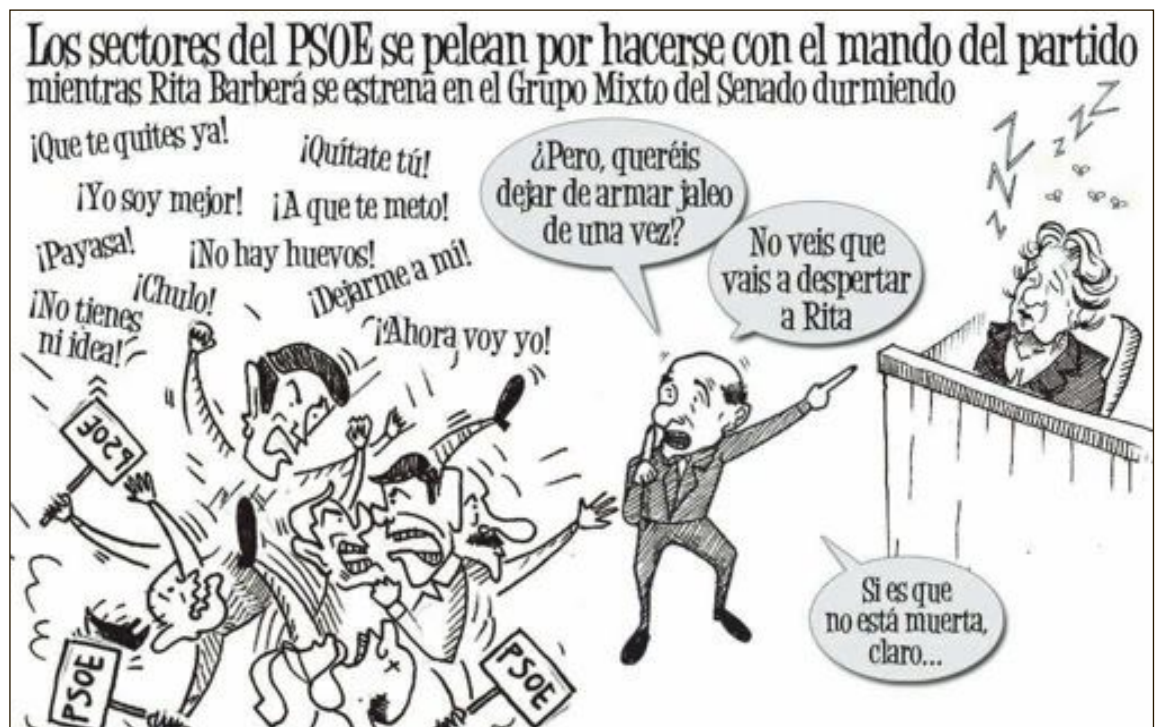 Los sectores del PSOE se pelean por hacerse con el mando del partido
mientras Rita Barberá se estrena en el Grupo Mixto del Senado durmiendo
¡Que te quites ya!
¡Quítate tú!
¡Yo soy mejor!
¡A que te meto!
¡Payasa!
¡No hay huevos!
¡Chulo!
¡Dejarme a mí!
¡No tienes
ni idea!
¡Ahora voy yo!
¿Pero, queréis
dejar de armar jaleo
de una vez?
No veis que
vais a despertar
a Rita
Z Z Z
Z Z Z Z
Si es que
no está muerta,
claro...
PSOE
PSOE
PSOE